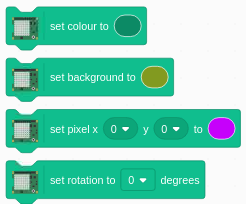 set colour to
set background to
set pixel x 0 y 0 to
set rotation to 0 degrees